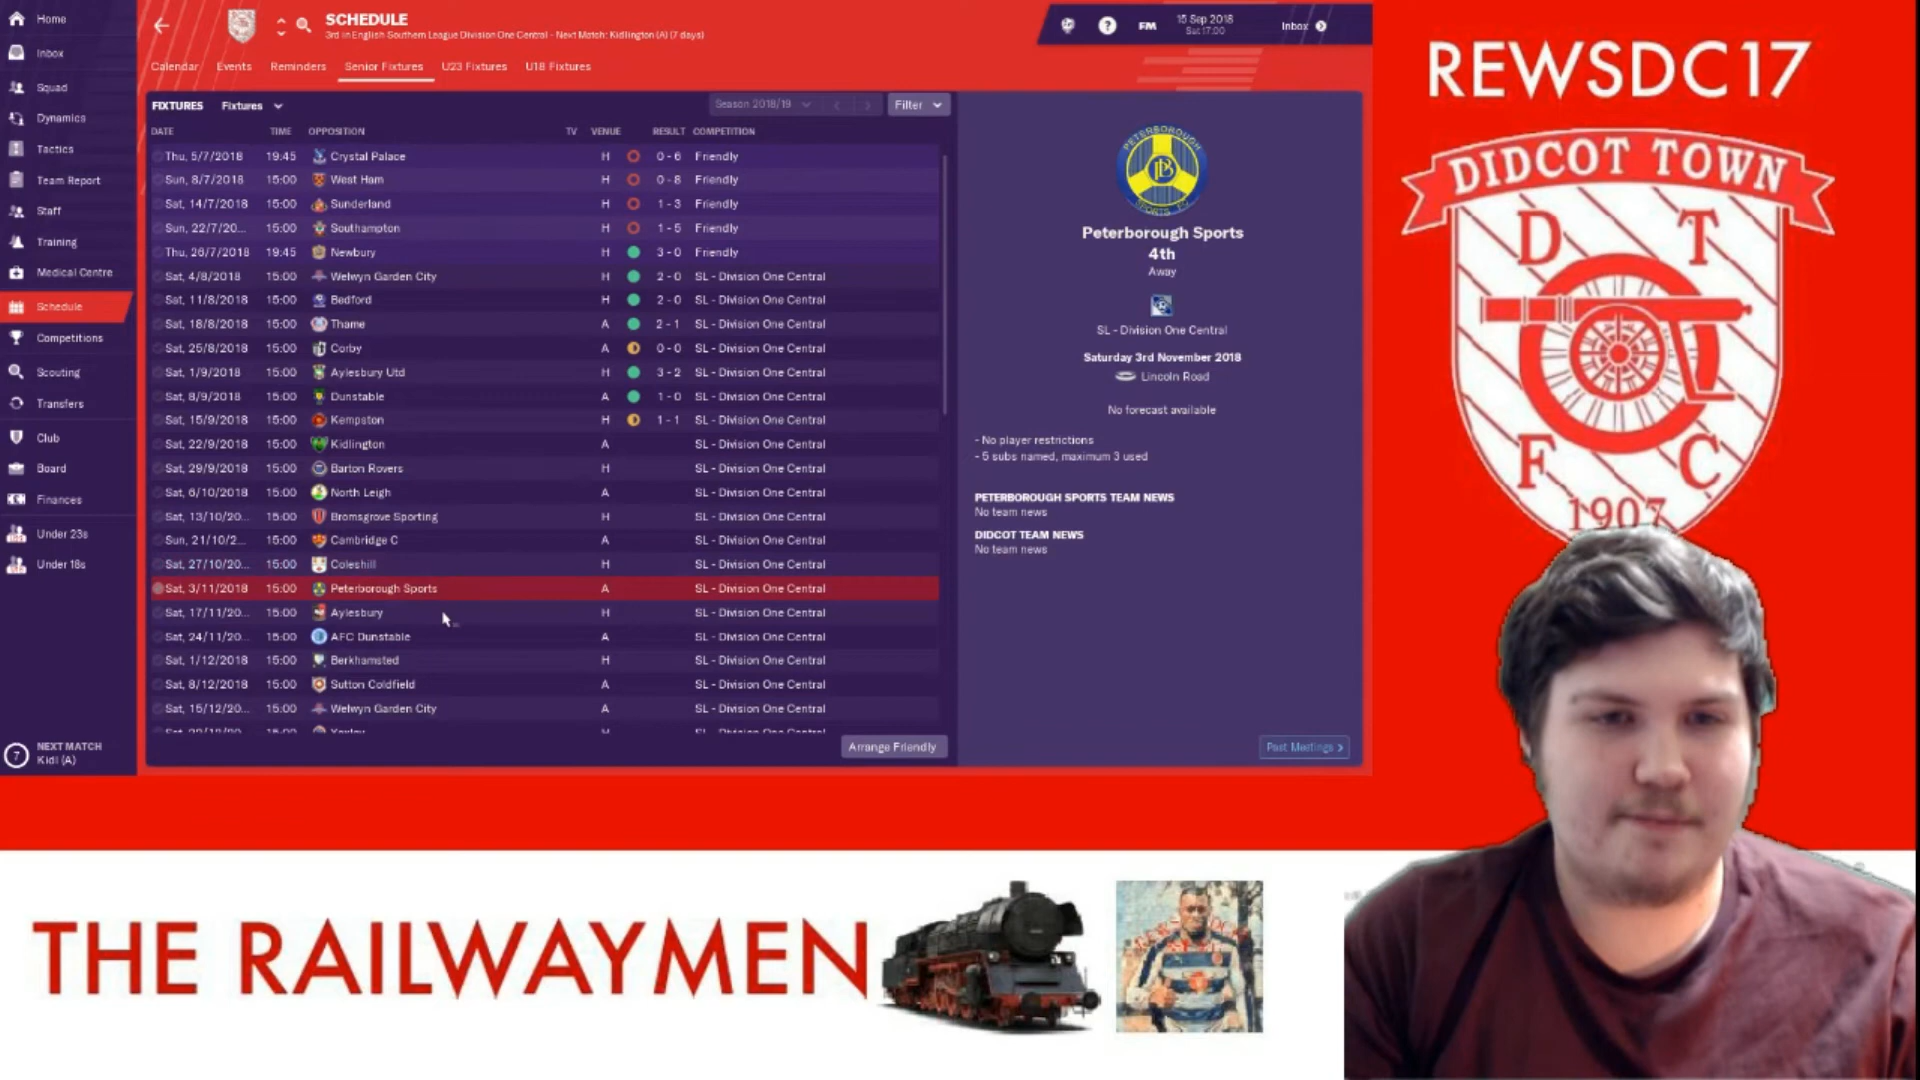 Home
Inbox
Squad
Dynamics
Tactics
Team Report
Staff
Training
Medical Centre
Schedule
Competitions
Scouting
Transfers
Club
Board
Finances
Under 23s
Under 18s
7 NEXT MATCH
Kidl (A)
SCHEDULE
3rd in English Southern League Division One Central - Next Match: Kidlington (A) (7 days)
? FM 15 Sep 2018 Inbox
Sat 17:00
Calendar Events Reminders Senior Fixtures U23 Fixtures U18 Fixtures
FIXTURES Fixtures Season 2018/19 Filter
DATE TIME OPPOSITION TV VENUE RESULT COMPETITION
Thu, 5/7/2018 19:45 Crystal Palace H 0 - 6 Friendly
Sun, 8/7/2018 15:00 West Ham H 0 - 8 Friendly
Sat, 14/7/2018 15:00 Sunderland H 1 - 3 Friendly
Sun, 22/7/20... 15:00 Southampton H 1 - 5 Friendly
Thu, 26/7/2018 19:45 Newbury H 3 - 0 Friendly
Sat, 4/8/2018 15:00 Welwyn Garden City H 2 - 0 SL - Division One Central
Sat, 11/8/2018 15:00 Bedford H 2 - 0 SL - Division One Central
Sat, 18/8/2018 15:00 Thame A 2 - 1 SL - Division One Central
Sat, 25/8/2018 15:00 Corby A 0 - 0 SL - Division One Central
Sat, 1/9/2018 15:00 Aylesbury Utd H 3 - 2 SL - Division One Central
Sat, 8/9/2018 15:00 Dunstable A 1 - 0 SL - Division One Central
Sat, 15/9/2018 15:00 Kempston H 1 - 1 SL - Division One Central
Sat, 22/9/2018 15:00 Kidlington A SL - Division One Central
Sat, 29/9/2018 15:00 Barton Rovers H SL - Division One Central
Sat, 6/10/2018 15:00 North Leigh A SL - Division One Central
Sat, 13/10/20... 15:00 Bromsgrove Sporting H SL - Division One Central
Sun, 21/10/2... 15:00 Cambridge C A SL - Division One Central
Sat, 27/10/20... 15:00 Coleshill H SL - Division One Central
Sat, 3/11/2018 15:00 Peterborough Sports A SL - Division One Central
Sat, 17/11/20... 15:00 Aylesbury H SL - Division One Central
Sat, 24/11/20... 15:00 AFC Dunstable A SL - Division One Central
Sat, 1/12/2018 15:00 Berkhamsted H SL - Division One Central
Sat, 8/12/2018 15:00 Sutton Coldfield A SL - Division One Central
Sat, 15/12/20... 15:00 Welwyn Garden City A SL - Division One Central
Arrange Friendly
PETERBOROUGH
SPORTS F.C
Peterborough Sports
4th
Away
SL - Division One Central
Saturday 3rd November 2018
Lincoln Road
No forecast available
- No player restrictions
- 5 subs named, maximum 3 used
PETERBOROUGH SPORTS TEAM NEWS
No team news
DIDCOT TEAM NEWS
No team news
Past Meetings >
REWSDC17
DIDCOT TOWN
D T
F C
1907
THE RAILWAYMEN